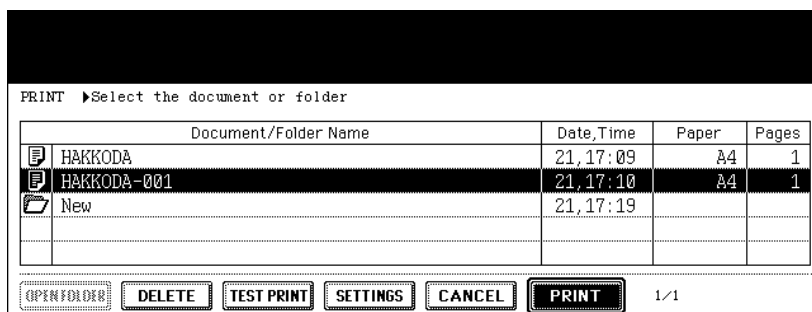 PRINT ▶Select the document or folder
Document/Folder Name Date,Time Paper Pages
HAKKODA 21,17:09 A4 1
HAKKODA-001 21,17:10 A4 1
New 21,17:19
OPEN FOLDER DELETE TEST PRINT SETTINGS CANCEL PRINT 1/1